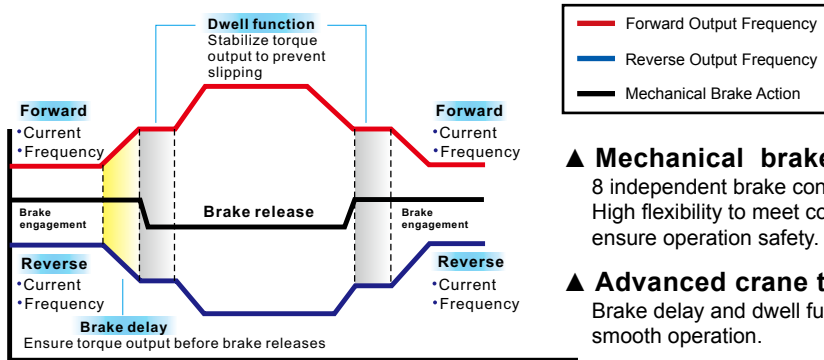 Dwell function
Stabilize torque
output to prevent
slipping
Forward
•Current
•Frequency
Forward
•Current
•Frequency
Brake
engagement
Brake release
Brake
engagement
Reverse
•Current
•Frequency
Reverse
•Current
•Frequency
Brake delay
Ensure torque output before brake releases
Forward Output Frequency
Reverse Output Frequency
Mechanical Brake Action
▲ Mechanical brake
8 independent brake con
High flexibility to meet co
ensure operation safety.
▲ Advanced crane t
Brake delay and dwell fu
smooth operation.